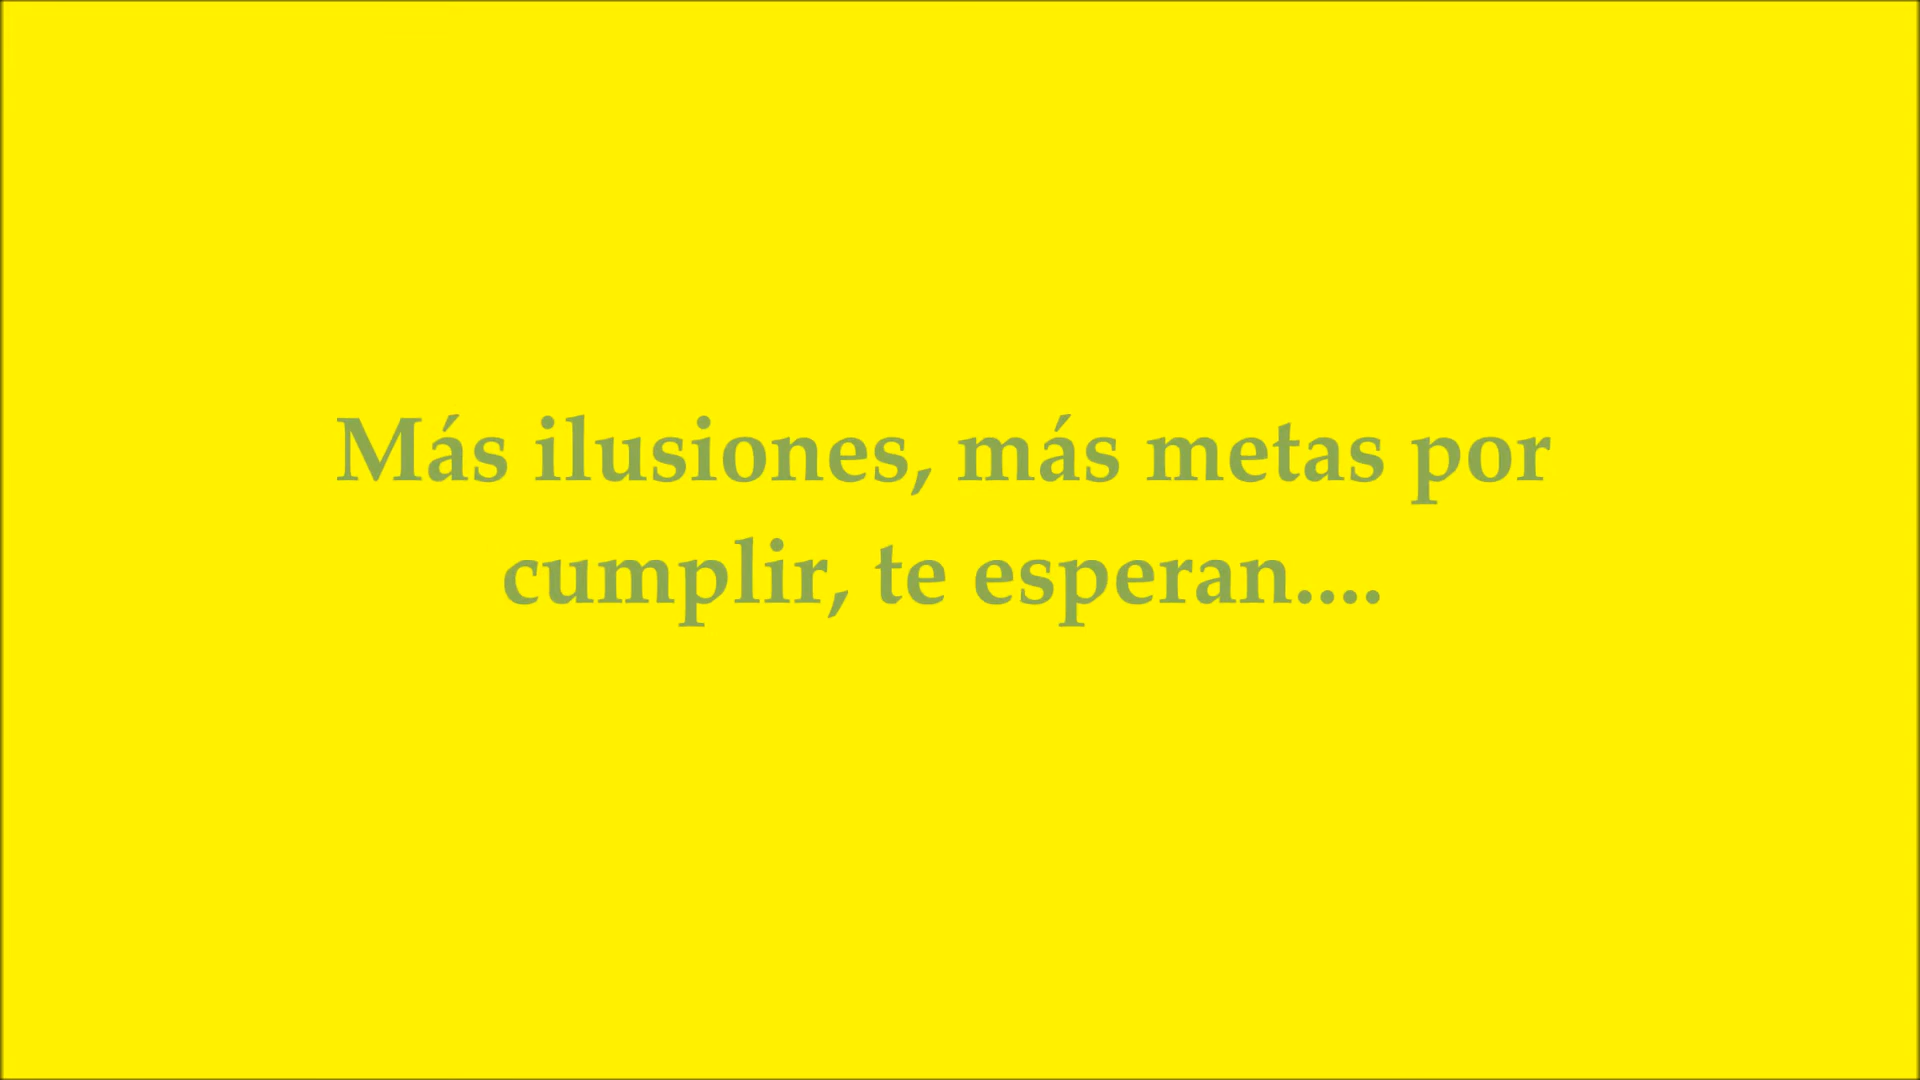 Más ilusiones, más metas por
cumplir, te esperan....